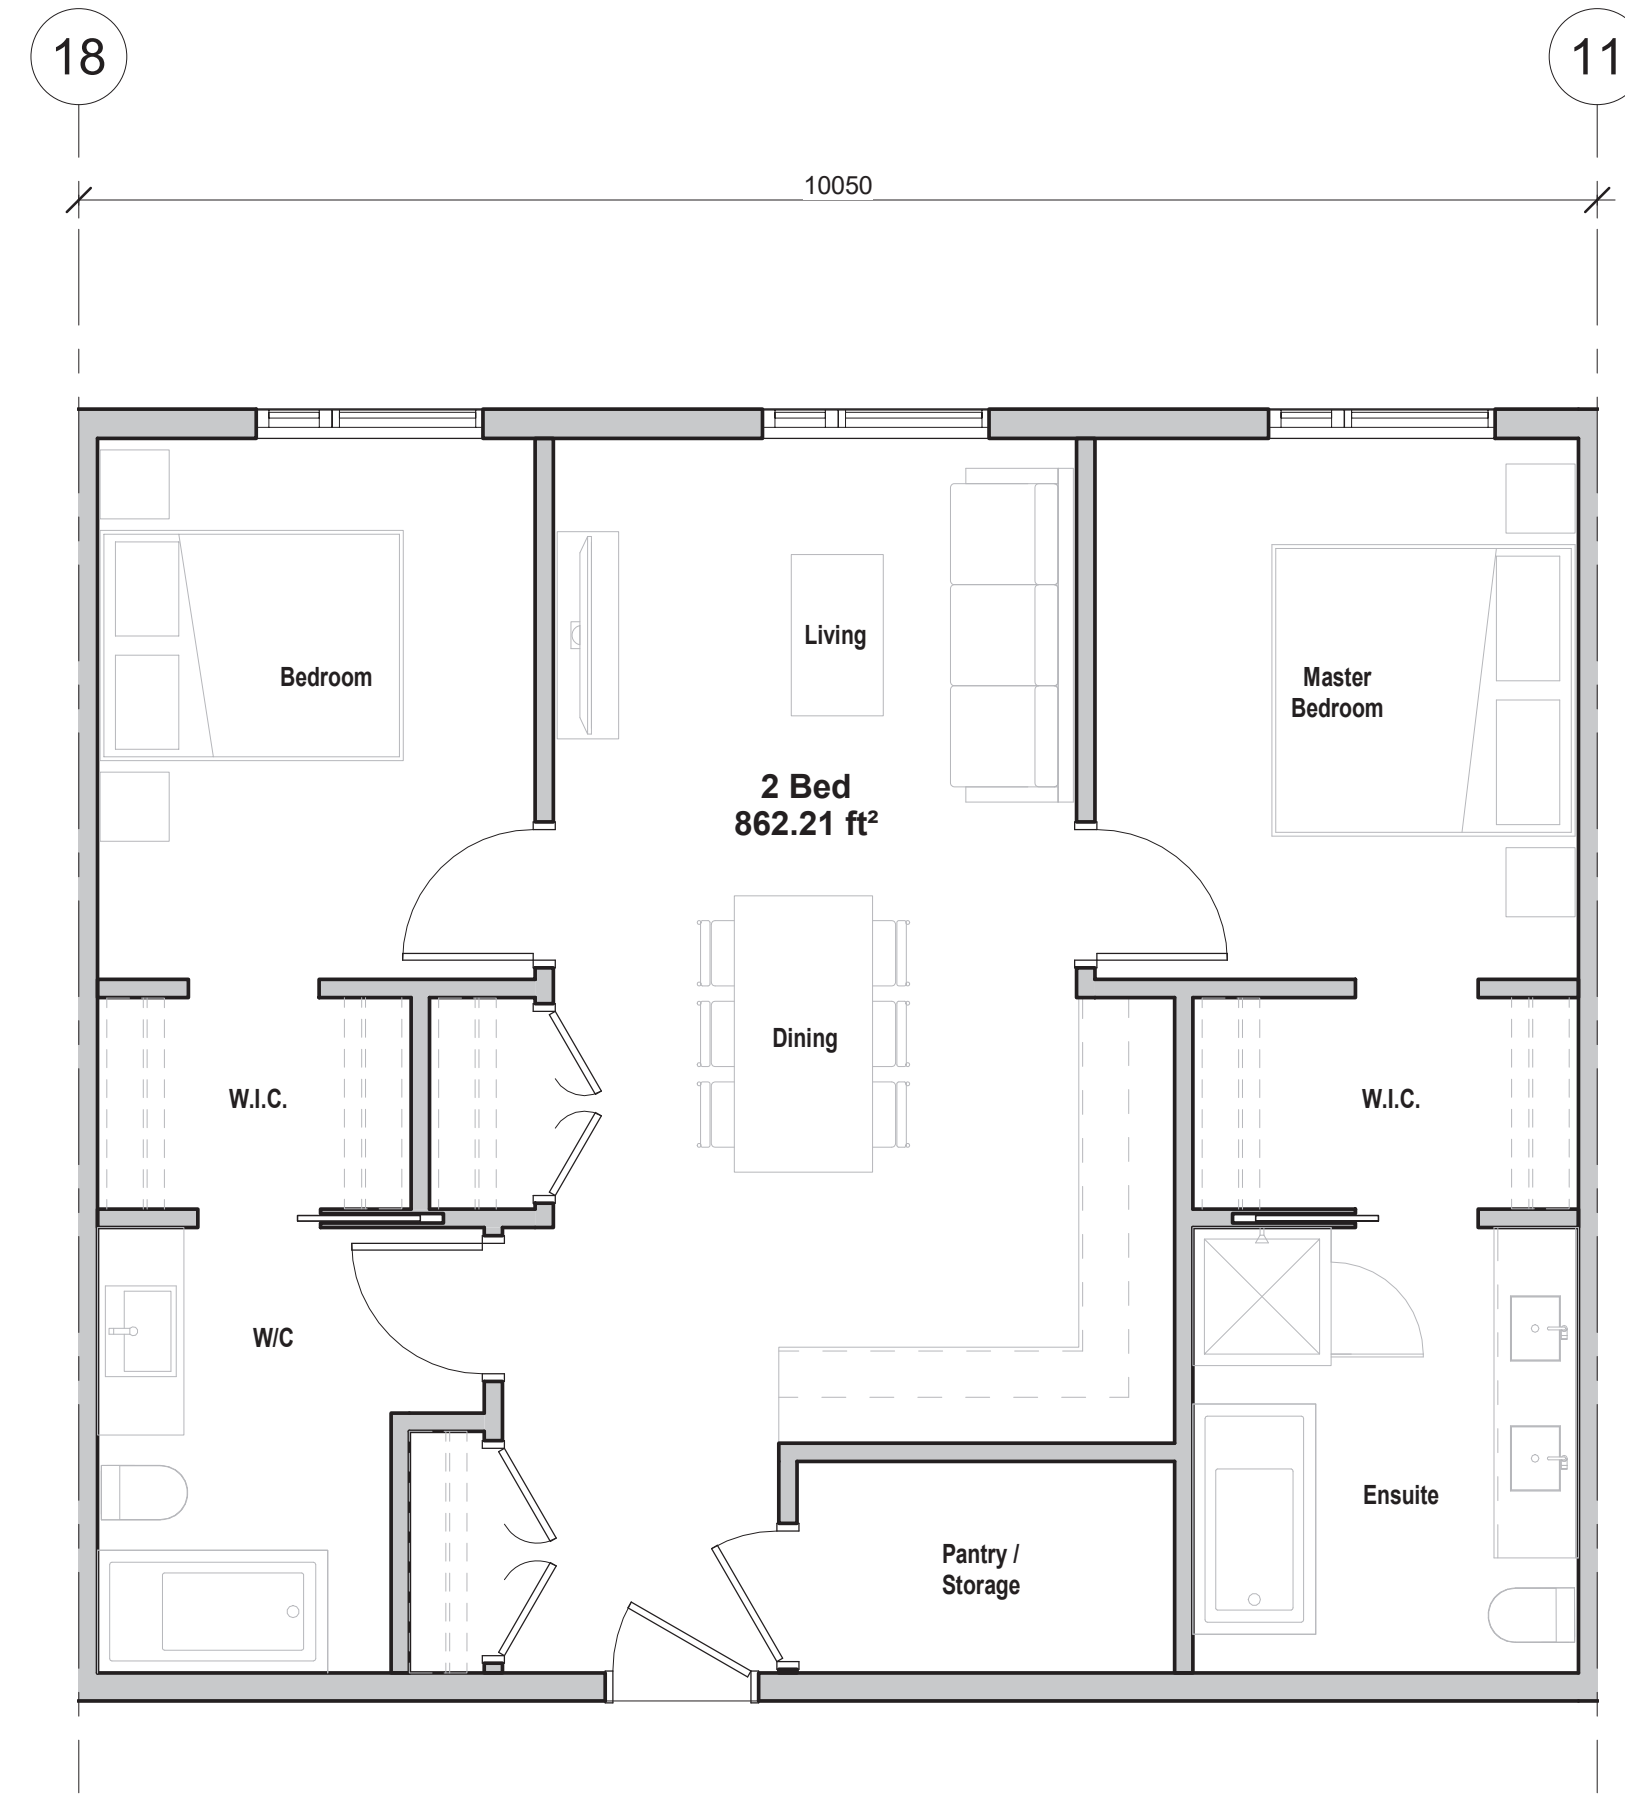 18
11
10050
Living
Bedroom
Master
Bedroom
2 Bed
862.21 ft²
Dining
W.I.C.
W.I.C.
W/C
Ensuite
Pantry /
Storage